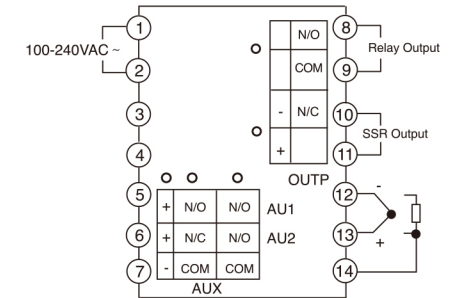 1
8
N/O
100-240VAC ~
Relay Output
2
COM
9
3
- N/C
10
SSR Output
4
+
11
OUTP
5
+ N/O N/O AU1
12 -
6
+ N/C N/O AU2
13 +
7
- COM COM
14
AUX